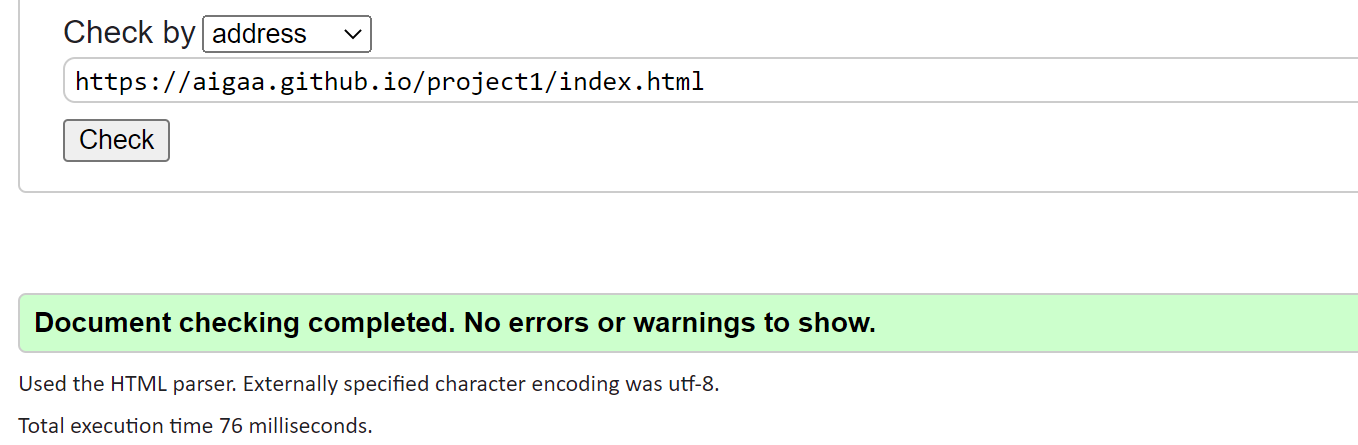 Check by address
https://aigaa.github.io/project1/index.html
Check
Document checking completed. No errors or warnings to show.
Used the HTML parser. Externally specified character encoding was utf-8.
Total execution time 76 milliseconds.